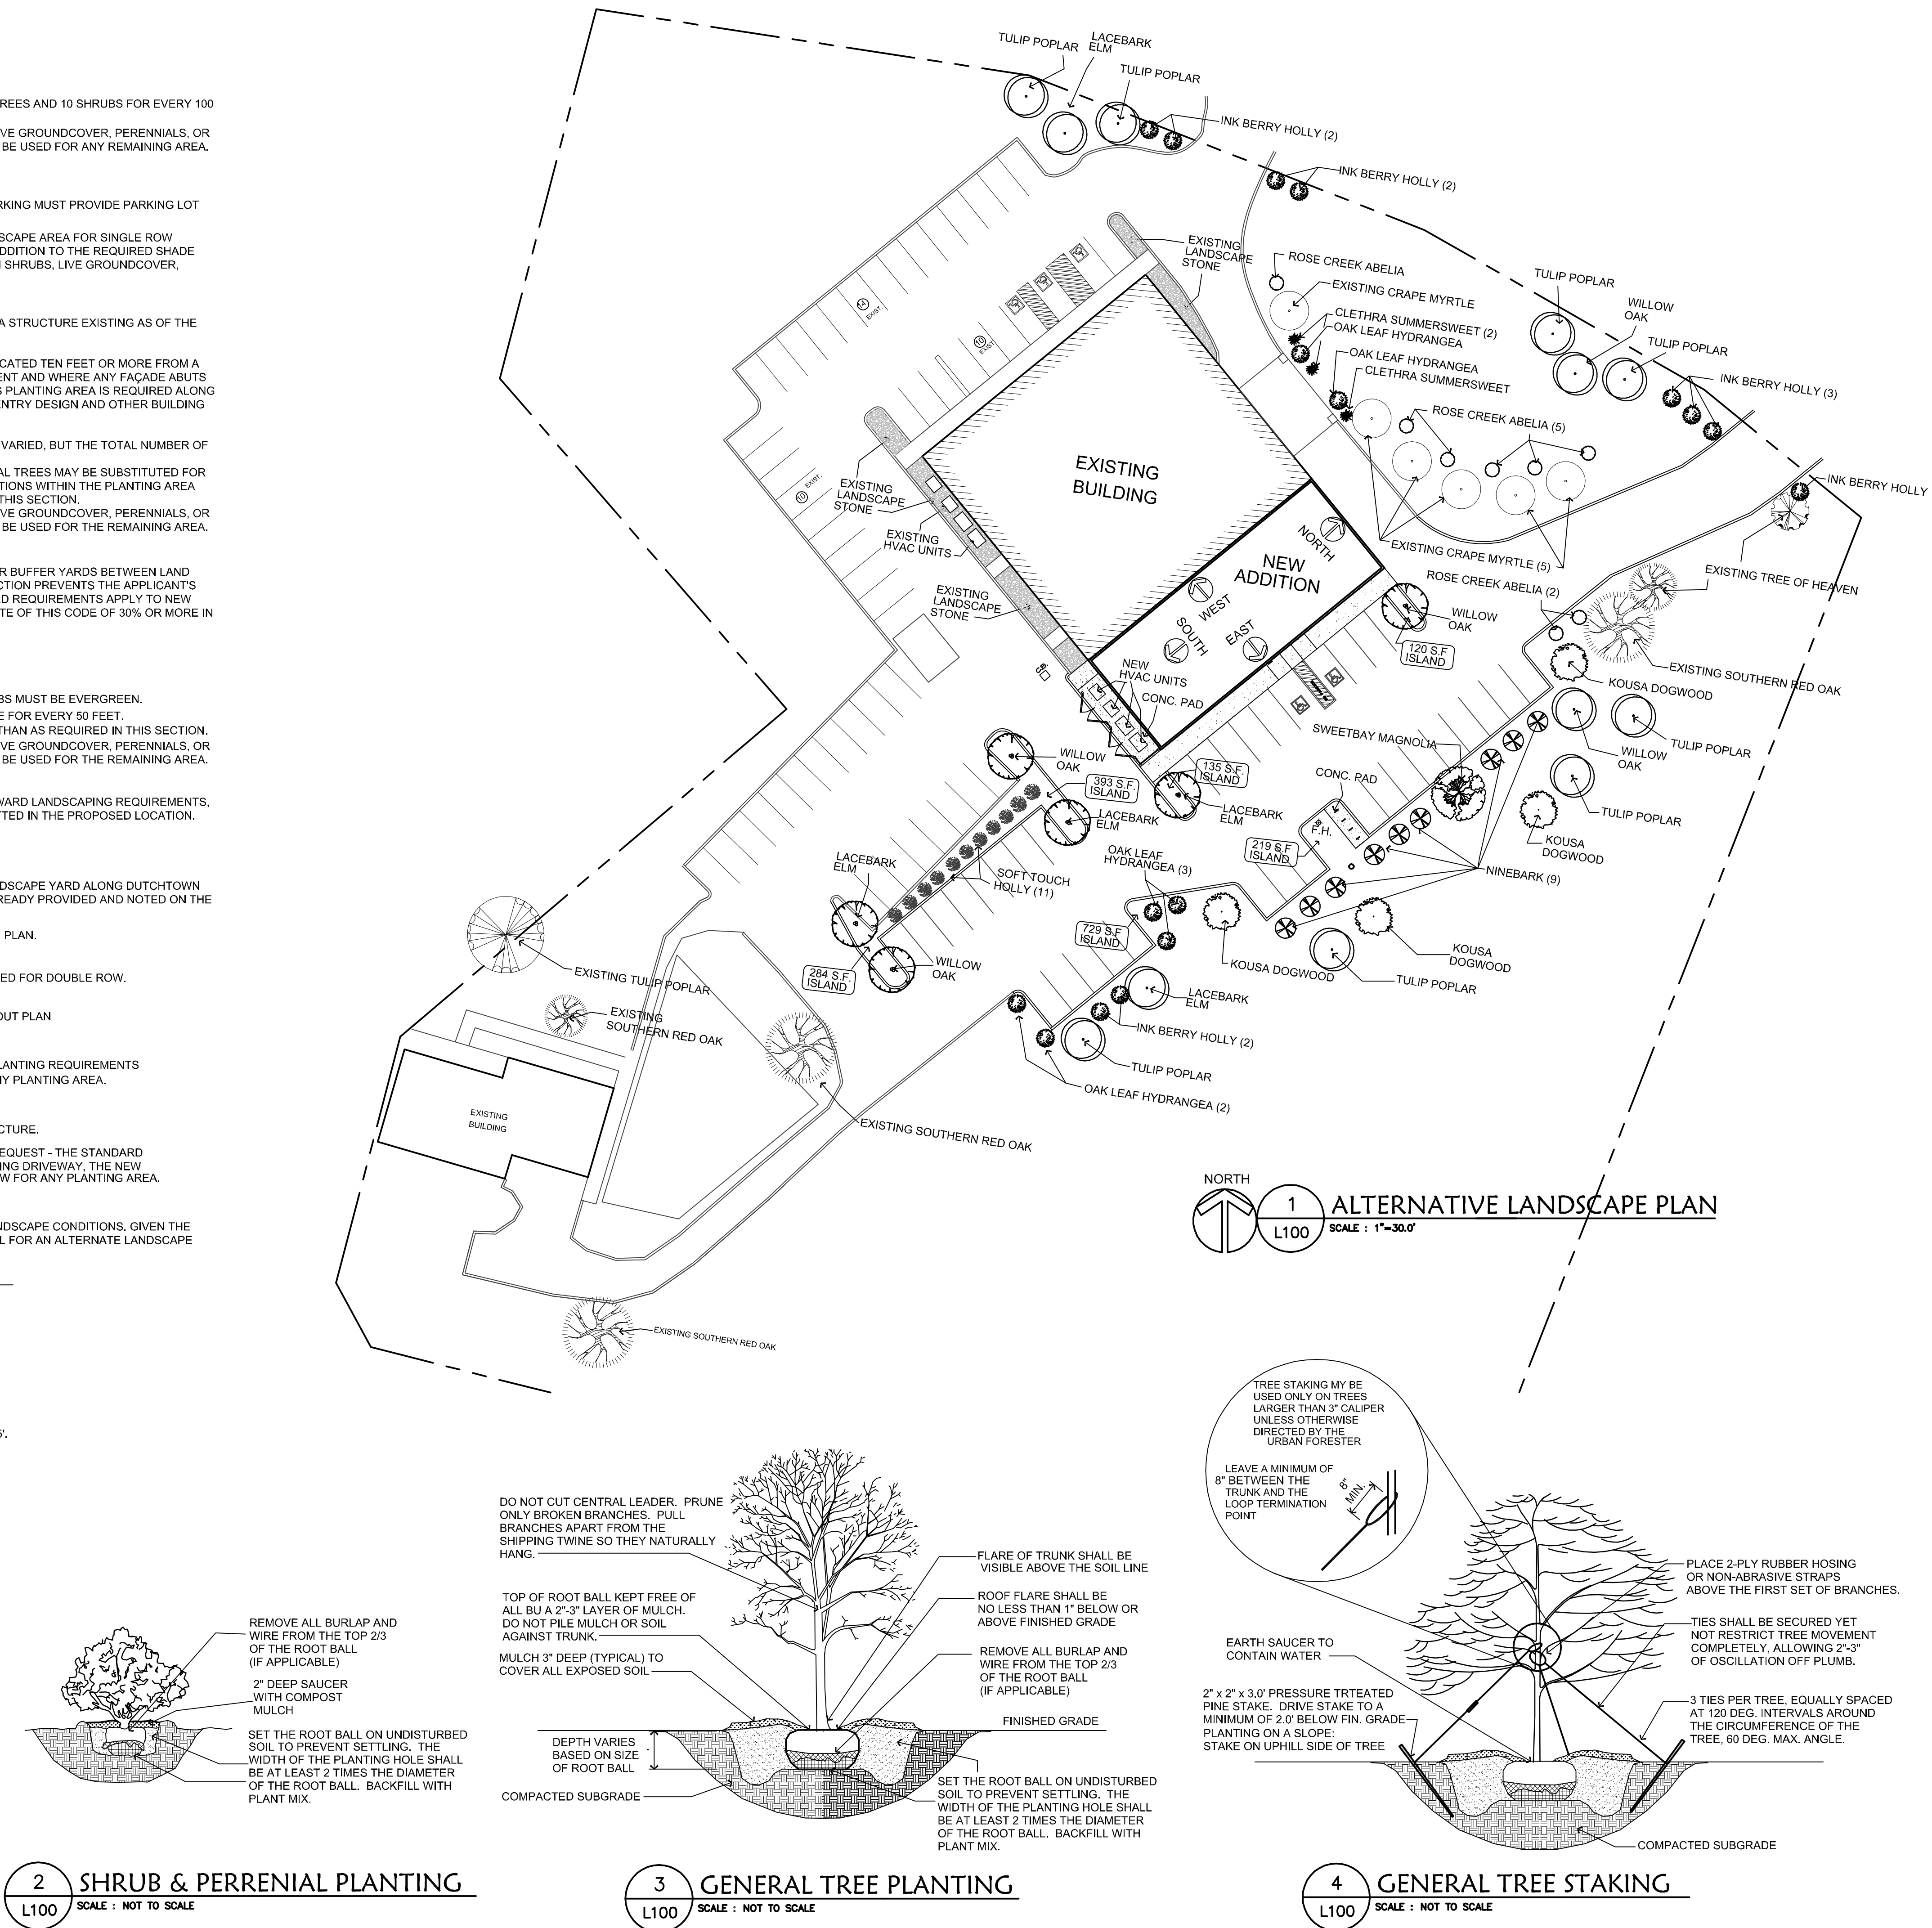 REES AND 10 SHRUBS FOR EVERY 100
VE GROUNDCOVER, PERENNIALS, OR
BE USED FOR ANY REMAINING AREA.
RKING MUST PROVIDE PARKING LOT
SCAPE AREA FOR SINGLE ROW
DDITION TO THE REQUIRED SHADE
SHRUBS, LIVE GROUNDCOVER,
A STRUCTURE EXISTING AS OF THE
CATED TEN FEET OR MORE FROM A
ENT AND WHERE ANY FAÇADE ABUTS
S PLANTING AREA IS REQUIRED ALONG
ENTRY DESIGN AND OTHER BUILDING
VARIED, BUT THE TOTAL NUMBER OF
AL TREES MAY BE SUBSTITUTED FOR
TIONS WITHIN THE PLANTING AREA
THIS SECTION.
VE GROUNDCOVER, PERENNIALS, OR
BE USED FOR THE REMAINING AREA.
R BUFFER YARDS BETWEEN LAND
CTION PREVENTS THE APPLICANT'S
D REQUIREMENTS APPLY TO NEW
TE OF THIS CODE OF 30% OR MORE IN
BS MUST BE EVERGREEN.
E FOR EVERY 50 FEET.
THAN AS REQUIRED IN THIS SECTION.
VE GROUNDCOVER, PERENNIALS, OR
BE USED FOR THE REMAINING AREA.
WARD LANDSCAPING REQUIREMENTS,
TTED IN THE PROPOSED LOCATION.
DSCAPE YARD ALONG DUTCHTOWN
READY PROVIDED AND NOTED ON THE
PLAN.
ED FOR DOUBLE ROW.
OUT PLAN
LANTING REQUIREMENTS
NY PLANTING AREA.
CTURE.
EQUEST - THE STANDARD
ING DRIVEWAY, THE NEW
W FOR ANY PLANTING AREA.
NDSCAPE CONDITIONS. GIVEN THE
L FOR AN ALTERNATE LANDSCAPE
5'.
TULIP POPLAR
LACEBARK
ELM
TULIP POPLAR
INK BERRY HOLLY (2)
INK BERRY HOLLY (2)
EXISTING
LANDSCAPE
STONE
ROSE CREEK ABELIA
EXISTING CRAPE MYRTLE
CLETHRA SUMMERSWEET (2)
OAK LEAF HYDRANGEA
OAK LEAF HYDRANGEA
CLETHRA SUMMERSWEET
TULIP POPLAR
WILLOW
OAK
TULIP POPLAR
INK BERRY HOLLY (3)
ROSE CREEK ABELIA (5)
INK BERRY HOLLY
14
EXIST.
10
EXIST.
10
EXIST.
EXISTING
BUILDING
EXISTING
LANDSCAPE
STONE
EXISTING
HVAC UNITS
EXISTING
LANDSCAPE
STONE
NORTH
NEW
ADDITION
WEST
SOUTH
EAST
EXISTING CRAPE MYRTLE (5)
ROSE CREEK ABELIA (2)
EXISTING TREE OF HEAVEN
WILLOW
OAK
120 S.F
ISLAND
EXISTING SOUTHERN RED OAK
KOUSA DOGWOOD
C.B.
NEW
HVAC UNITS
CONC. PAD
SWEETBAY MAGNOLIA
TULIP POPLAR
WILLOW
OAK
WILLOW
OAK
393 S.F.
ISLAND
135 S.F.
ISLAND
CONC. PAD
LACEBARK
ELM
LACEBARK
ELM
F.H.
TULIP POPLAR
219 S.F
ISLAND
KOUSA
DOGWOOD
LACEBARK
ELM
OAK LEAF
HYDRANGEA (3)
SOFT TOUCH
HOLLY (11)
NINEBARK (9)
729 S.F
ISLAND
KOUSA
DOGWOOD
284 S.F.
ISLAND
WILLOW
OAK
KOUSA DOGWOOD
TULIP POPLAR
EXISTING TULIP POPLAR
LACEBARK
ELM
EXISTING
SOUTHERN RED OAK
INK BERRY HOLLY (2)
TULIP POPLAR
OAK LEAF HYDRANGEA (2)
EXISTING
BUILDING
EXISTING SOUTHERN RED OAK
EXISTING SOUTHERN RED OAK
NORTH
1
L100
ALTERNATIVE LANDSCAPE PLAN
SCALE : 1"=30.0'
REMOVE ALL BURLAP AND
WIRE FROM THE TOP 2/3
OF THE ROOT BALL
(IF APPLICABLE)
2" DEEP SAUCER
WITH COMPOST
MULCH
SET THE ROOT BALL ON UNDISTURBED
SOIL TO PREVENT SETTLING. THE
WIDTH OF THE PLANTING HOLE SHALL
BE AT LEAST 2 TIMES THE DIAMETER
OF THE ROOT BALL. BACKFILL WITH
PLANT MIX.
2
L100
SHRUB & PERRENIAL PLANTING
SCALE : NOT TO SCALE
DO NOT CUT CENTRAL LEADER. PRUNE
ONLY BROKEN BRANCHES. PULL
BRANCHES APART FROM THE
SHIPPING TWINE SO THEY NATURALLY
HANG.
TOP OF ROOT BALL KEPT FREE OF
ALL BU A 2"-3" LAYER OF MULCH.
DO NOT PILE MULCH OR SOIL
AGAINST TRUNK.
MULCH 3" DEEP (TYPICAL) TO
COVER ALL EXPOSED SOIL
DEPTH VARIES
BASED ON SIZE
OF ROOT BALL
COMPACTED SUBGRADE
FLARE OF TRUNK SHALL BE
VISIBLE ABOVE THE SOIL LINE
ROOF FLARE SHALL BE
NO LESS THAN 1" BELOW OR
ABOVE FINISHED GRADE
REMOVE ALL BURLAP AND
WIRE FROM THE TOP 2/3
OF THE ROOT BALL
(IF APPLICABLE)
FINISHED GRADE
SET THE ROOT BALL ON UNDISTURBED
SOIL TO PREVENT SETTLING. THE
WIDTH OF THE PLANTING HOLE SHALL
BE AT LEAST 2 TIMES THE DIAMETER
OF THE ROOT BALL. BACKFILL WITH
PLANT MIX.
3
L100
GENERAL TREE PLANTING
SCALE : NOT TO SCALE
TREE STAKING MY BE
USED ONLY ON TREES
LARGER THAN 3" CALIPER
UNLESS OTHERWISE
DIRECTED BY THE
URBAN FORESTER
LEAVE A MINIMUM OF
8" BETWEEN THE
TRUNK AND THE
LOOP TERMINATION
POINT
8"
MIN.
EARTH SAUCER TO
CONTAIN WATER
2" x 2" x 3.0' PRESSURE TRTEATED
PINE STAKE. DRIVE STAKE TO A
MINIMUM OF 2.0' BELOW FIN. GRADE
PLANTING ON A SLOPE:
STAKE ON UPHILL SIDE OF TREE
PLACE 2-PLY RUBBER HOSING
OR NON-ABRASIVE STRAPS
ABOVE THE FIRST SET OF BRANCHES.
TIES SHALL BE SECURED YET
NOT RESTRICT TREE MOVEMENT
COMPLETELY, ALLOWING 2"-3"
OF OSCILLATION OFF PLUMB.
3 TIES PER TREE, EQUALLY SPACED
AT 120 DEG. INTERVALS AROUND
THE CIRCUMFERENCE OF THE
TREE, 60 DEG. MAX. ANGLE.
COMPACTED SUBGRADE
4
L100
GENERAL TREE STAKING
SCALE : NOT TO SCALE